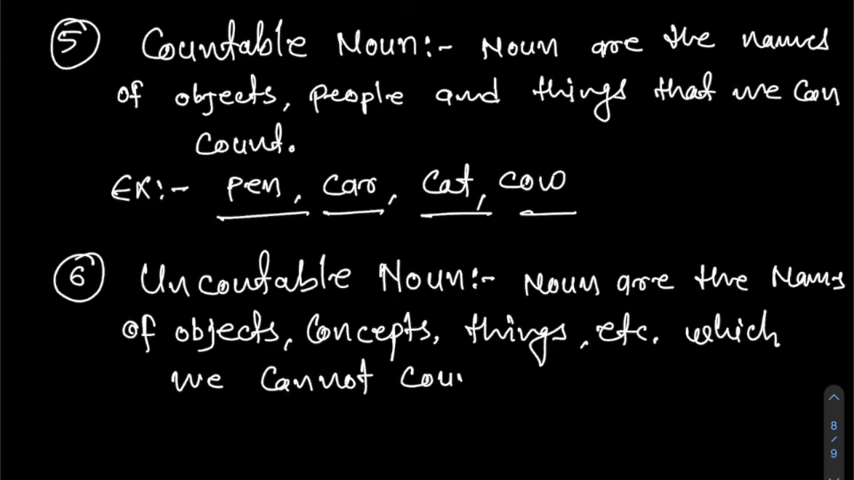 5 Countable Noun:- Noun are the names
of objects, people and things that we can
count.
Ex:- pen, car, cat, cow
6 Uncoutable Noun:- Noun are the Names
of objects, Concepts, things, etc. which
we cannot cou
8
/
9